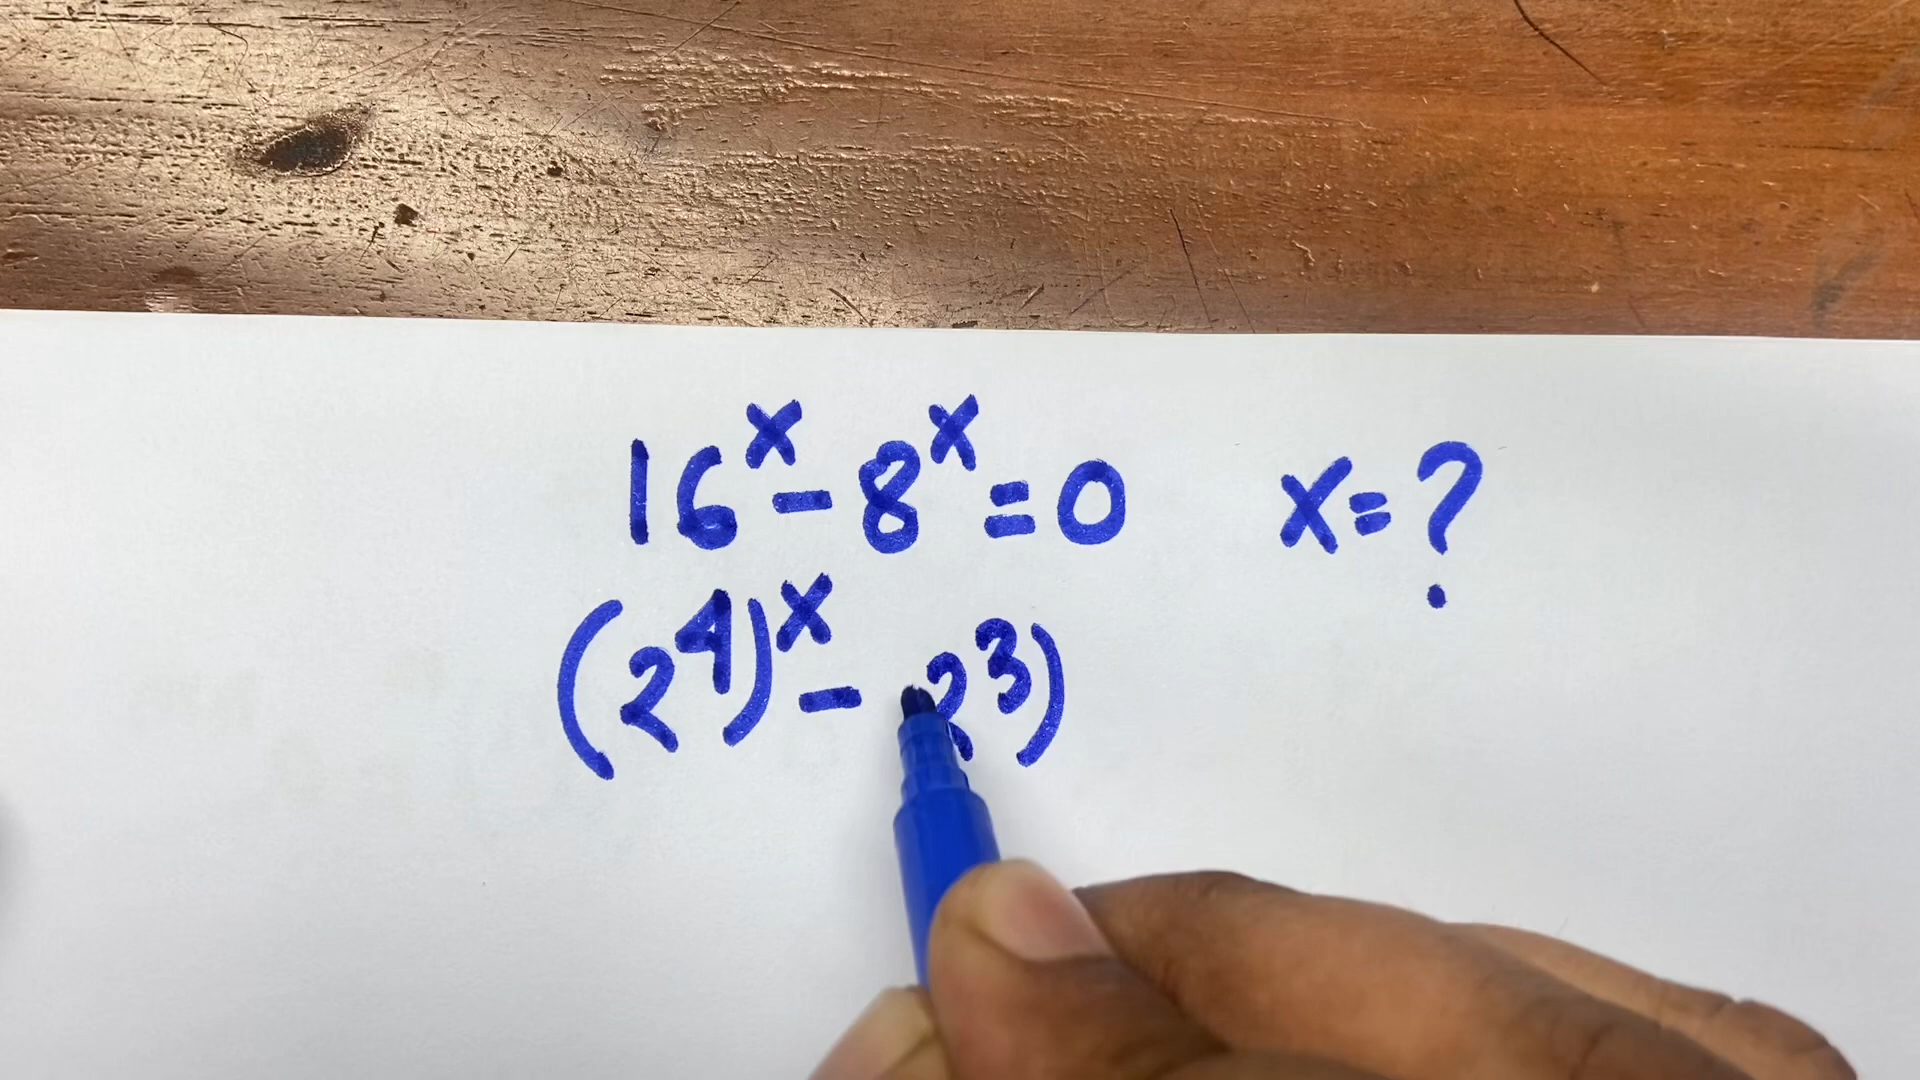 16^x - 8^x = 0 x = ?
(2^4)^x - 2^3)